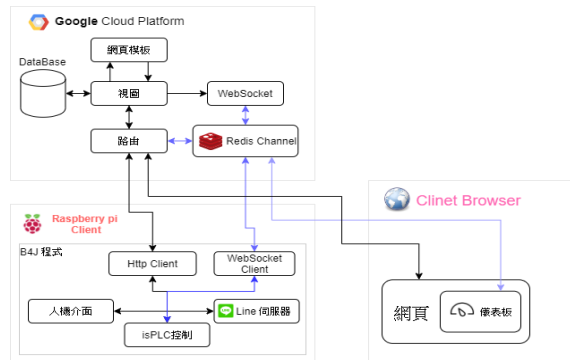 Google Cloud Platform
網頁模板
DataBase
視圖
WebSocket
路由
Redis Channel
Raspberry pi
Client
B4J 程式
Http Client
WebSocket
Client
人機介面
Line 伺服器
isPLC控制
Clinet Browser
網頁
儀表板